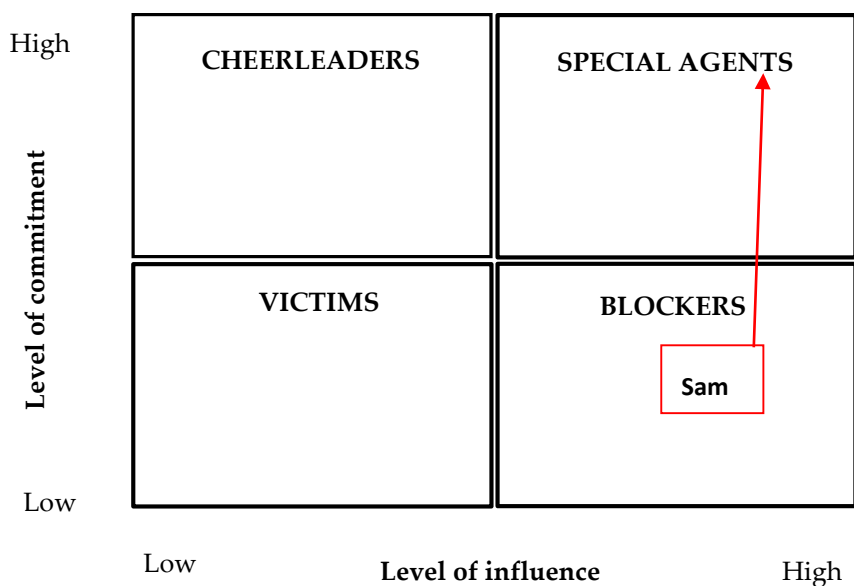 High
CHEERLEADERS
SPECIAL AGENTS
Level of commitment
VICTIMS
BLOCKERS
Sam
Low
Low
Level of influence
High